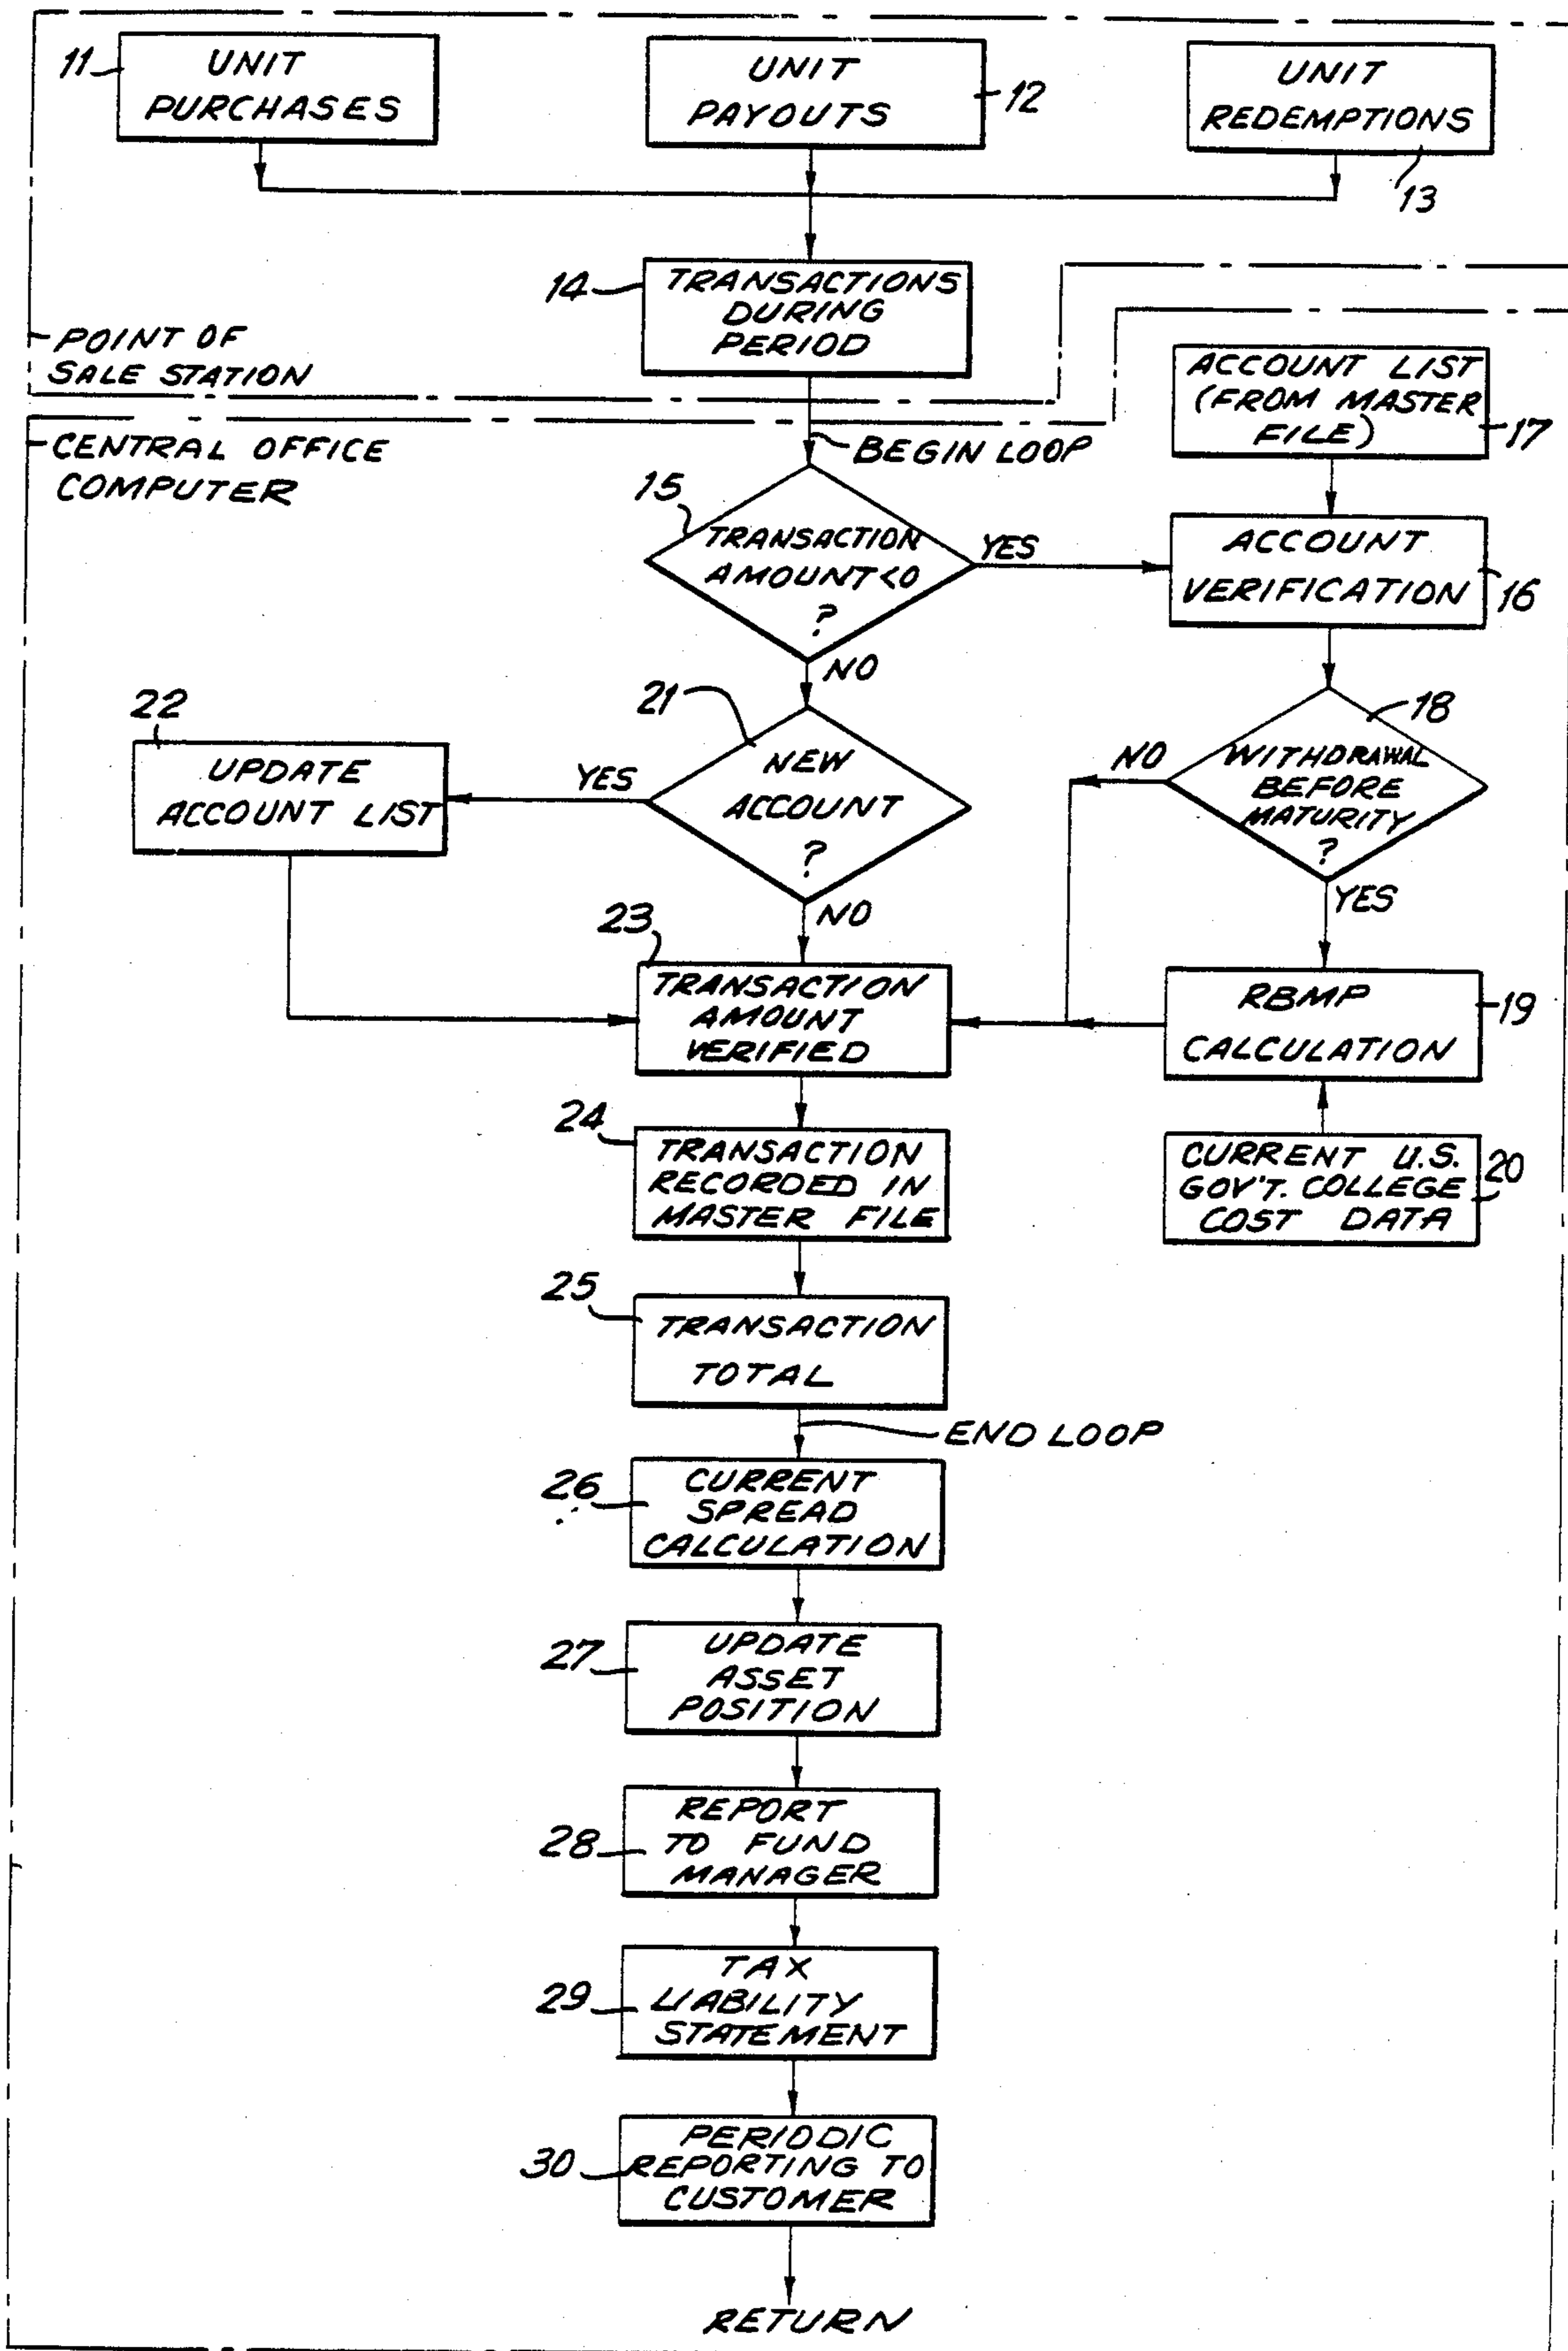 11
UNIT
PURCHASES
UNIT
PAYOUTS
12
UNIT
REDEMPTIONS
13
14
TRANSACTIONS
DURING
PERIOD
POINT OF
SALE STATION
ACCOUNT LIST
(FROM MASTER
FILE)
17
CENTRAL OFFICE
COMPUTER
BEGIN LOOP
15
TRANSACTION
AMOUNT<0
?
YES
NO
ACCOUNT
VERIFICATION
16
18
WITHDRAWAL
BEFORE
MATURITY
?
NO
YES
21
NEW
ACCOUNT
?
YES
NO
22
UPDATE
ACCOUNT LIST
23
TRANSACTION
AMOUNT
VERIFIED
RBMP
CALCULATION
19
24
TRANSACTION
RECORDED IN
MASTER FILE
CURRENT U.S.
GOV'T. COLLEGE
COST DATA
20
25
TRANSACTION
TOTAL
END LOOP
26
CURRENT
SPREAD
CALCULATION
27
UPDATE
ASSET
POSITION
28
REPORT
TO FUND
MANAGER
29
TAX
LIABILITY
STATEMENT
30
PERIODIC
REPORTING TO
CUSTOMER
RETURN